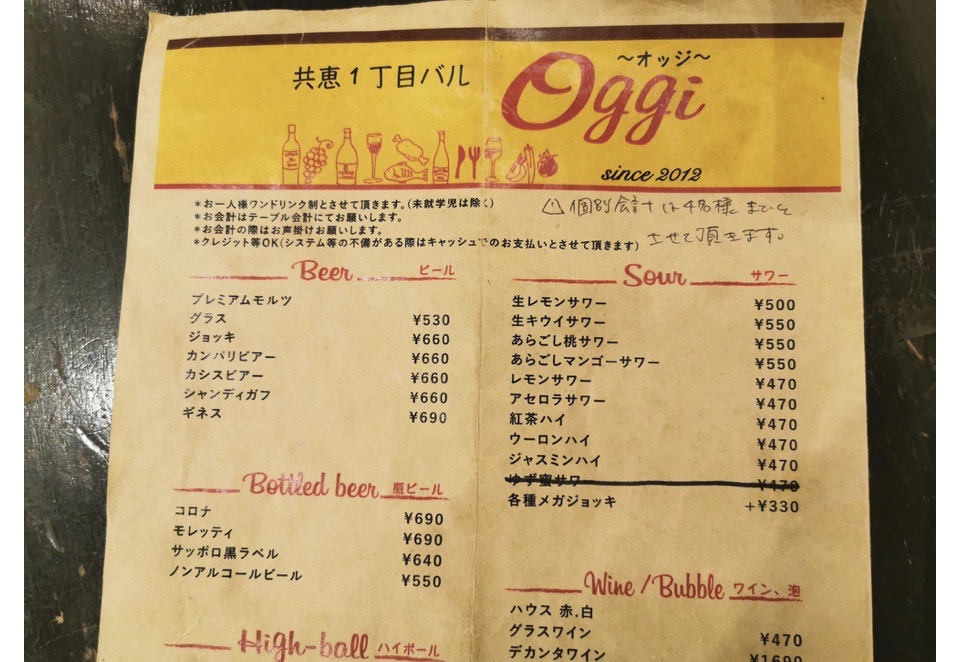 共恵1丁目バル
〜オッジ〜
Oggi
since 2012
*お一人様ワンドリンク制とさせて頂きます。(未就学児は除く)
*お会計はテーブル会計にてお願いします。
*お会計の際はお声掛けお願いします。
*クレジット等OK(システム等の不備がある際はキャッシュでのお支払いとさせて頂きます)
⚠ 個別会計は4名様までと
させて頂きます。
Beer ビール
プレミアムモルツ
グラス ¥530
ジョッキ ¥660
カンパリビアー ¥660
カシスビアー ¥660
シャンディガフ ¥660
ギネス ¥690
Bottled beer 瓶ビール
コロナ ¥690
モレッティ ¥690
サッポロ黒ラベル ¥640
ノンアルコールビール ¥550
High-ball ハイボール
Sour サワー
生レモンサワー ¥500
生キウイサワー ¥550
あらごし桃サワー ¥550
あらごしマンゴーサワー ¥550
レモンサワー ¥470
アセロラサワー ¥470
紅茶ハイ ¥470
ウーロンハイ ¥470
ジャスミンハイ ¥470
ゆず蜜サワー ¥470
各種メガジョッキ +¥330
Wine / Bubble ワイン、泡
ハウス 赤.白
グラスワイン ¥470
デカンタワイン ¥1690